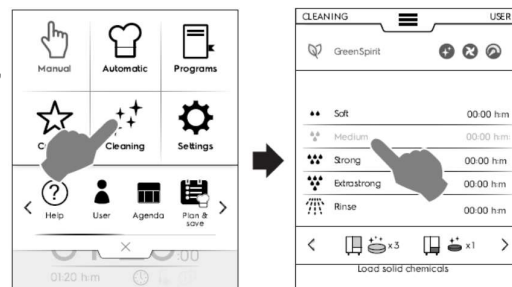 Manual Automatic Programs
Cleaning Settings
Help User Agenda Plan &
save
01:20 h:m
CLEANING USER
GreenSpirit
Soft 00:00 h:m
Medium 00:00 h:m
Strong 00:00 h:m
Extrastrong 00:00 h:m
Rinse 00:00 h:m
x3 x1
Load solid chemicals